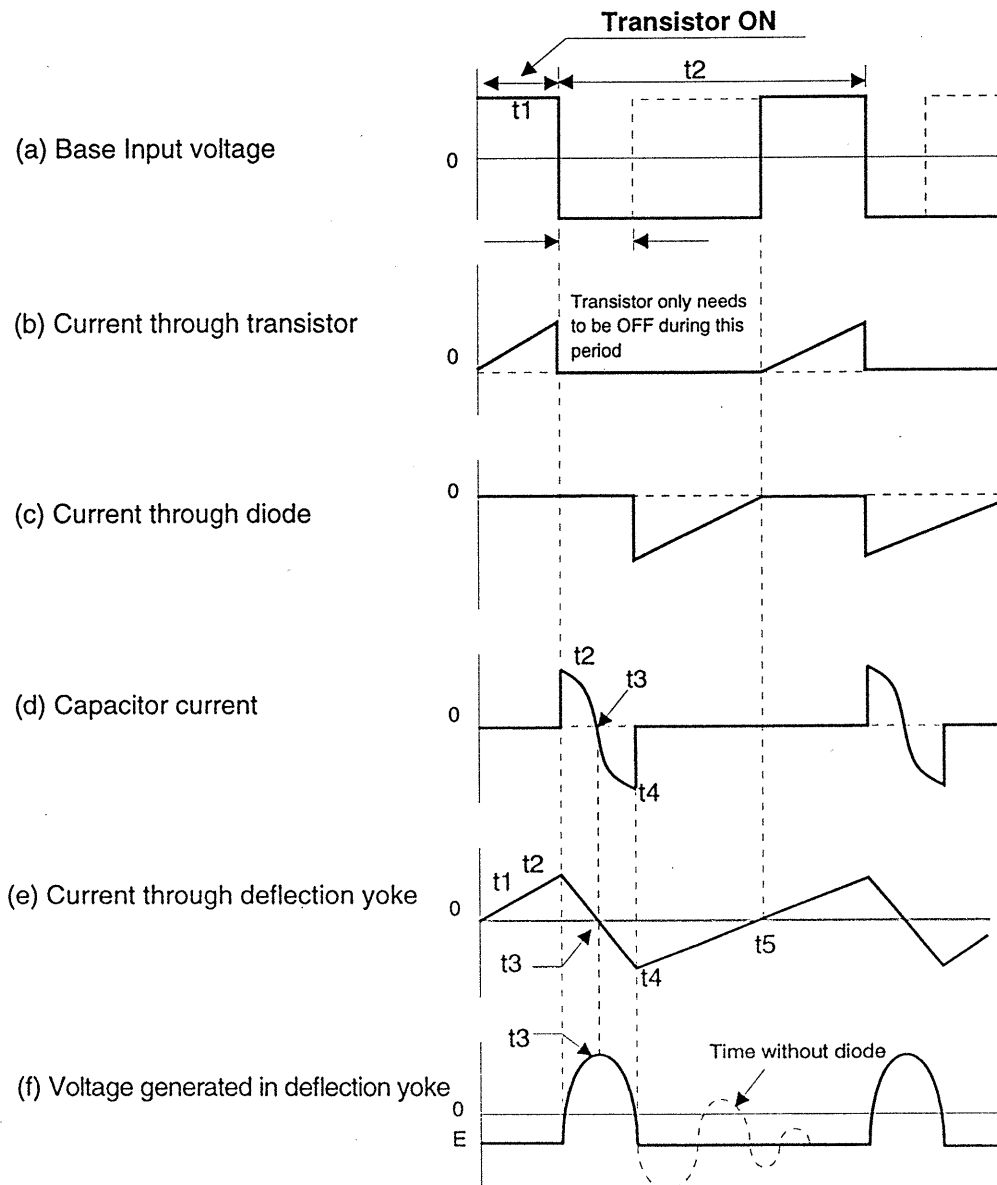 Transistor ON
t2
t1
(a) Base Input voltage
0
(b) Current through transistor
0
Transistor only needs
to be OFF during this
period
(c) Current through diode
0
(d) Capacitor current
0
t2
t3
t4
(e) Current through deflection yoke
0
t1
t2
t3
t4
t5
(f) Voltage generated in deflection yoke
0
E
t3
Time without diode